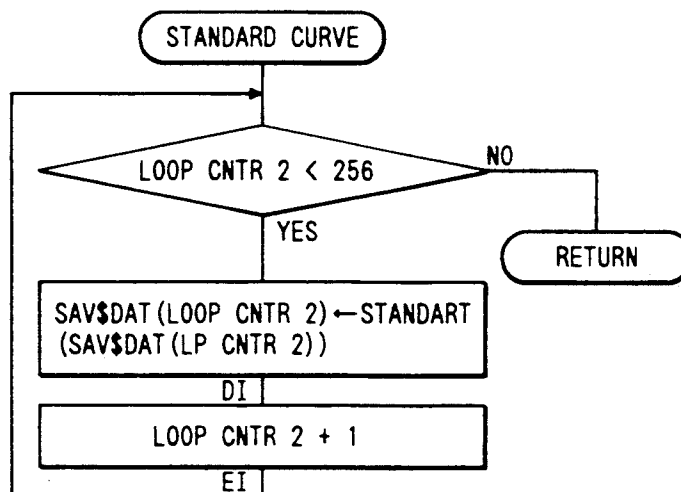 STANDARD CURVE
LOOP CNTR 2 < 256
NO
YES
RETURN
SAV$DAT(LOOP CNTR 2)←STANDART
(SAV$DAT(LP CNTR 2))
DI
LOOP CNTR 2 + 1
EI